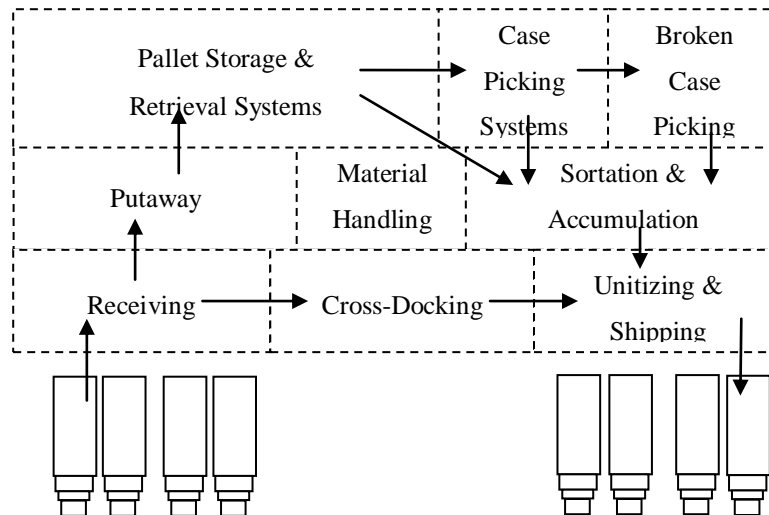 Pallet Storage &
Retrieval Systems
Case
Picking
Systems
Broken
Case
Picking
Putaway
Material
Handling
Sortation &
Accumulation
Receiving
Cross-Docking
Unitizing &
Shipping